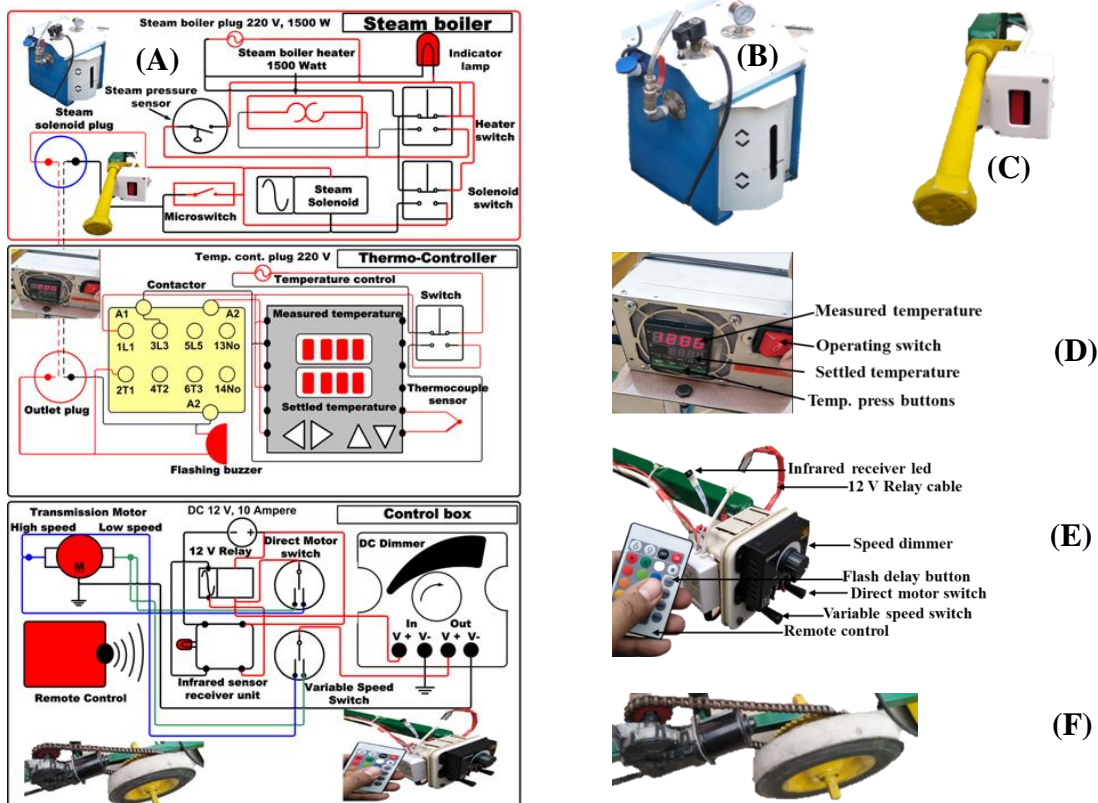 Steam boiler plug 220 V, 1500 W
Steam boiler
(A)
Steam boiler heater
1500 Watt
Indicator
lamp
Steam pressure
sensor
Steam
solenoid plug
Heater
switch
Microswitch
Steam
Solenoid
Solenoid
switch
Temp. cont. plug 220 V
Thermo-Controller
Contactor
Temperature control
Switch
A1
A2
1L1
3L3
5L5
13No
2T1
4T2
6T3
14No
A2
Measured temperature
Settled temperature
Thermocouple
sensor
Outlet plug
Flashing buzzer
Transmission Motor
High speed
Low speed
M
DC 12 V, 10 Ampere
Control box
12 V Relay
Direct Motor
switch
DC Dimmer
In
Out
V +
V-
V +
V-
Remote Control
Infrared sensor
receiver unit
Variable Speed
Switch
(B)
(C)
1286
Measured temperature
Operating switch
Settled temperature
Temp. press buttons
(D)
Infrared receiver led
12 V Relay cable
Speed dimmer
Flash delay button
Direct motor switch
Variable speed switch
Remote control
(E)
(F)